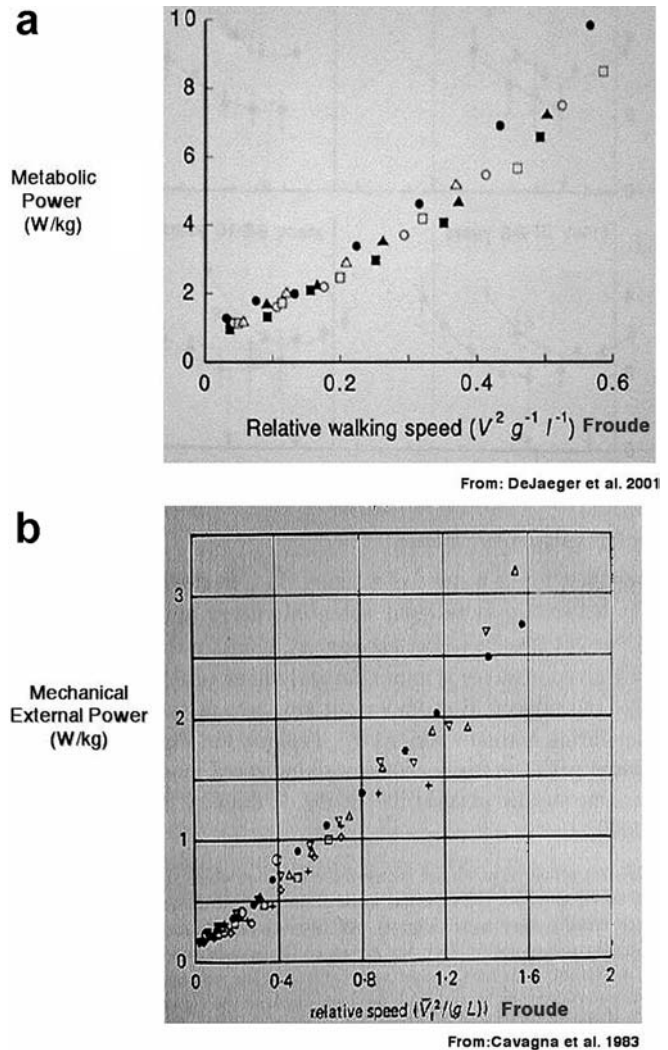 a
10
8
6
4
2
0
Metabolic
Power
(W/kg)
0 0.2 0.4 0.6
Relative walking speed (V² g⁻¹ l⁻¹) Froude
From: DeJaeger et al. 2001
b
3
2
1
0
Mechanical
External Power
(W/kg)
0 0·4 0·8 1·2 1·6 2
relative speed (V̄f²/(g L)) Froude
From:Cavagna et al. 1983